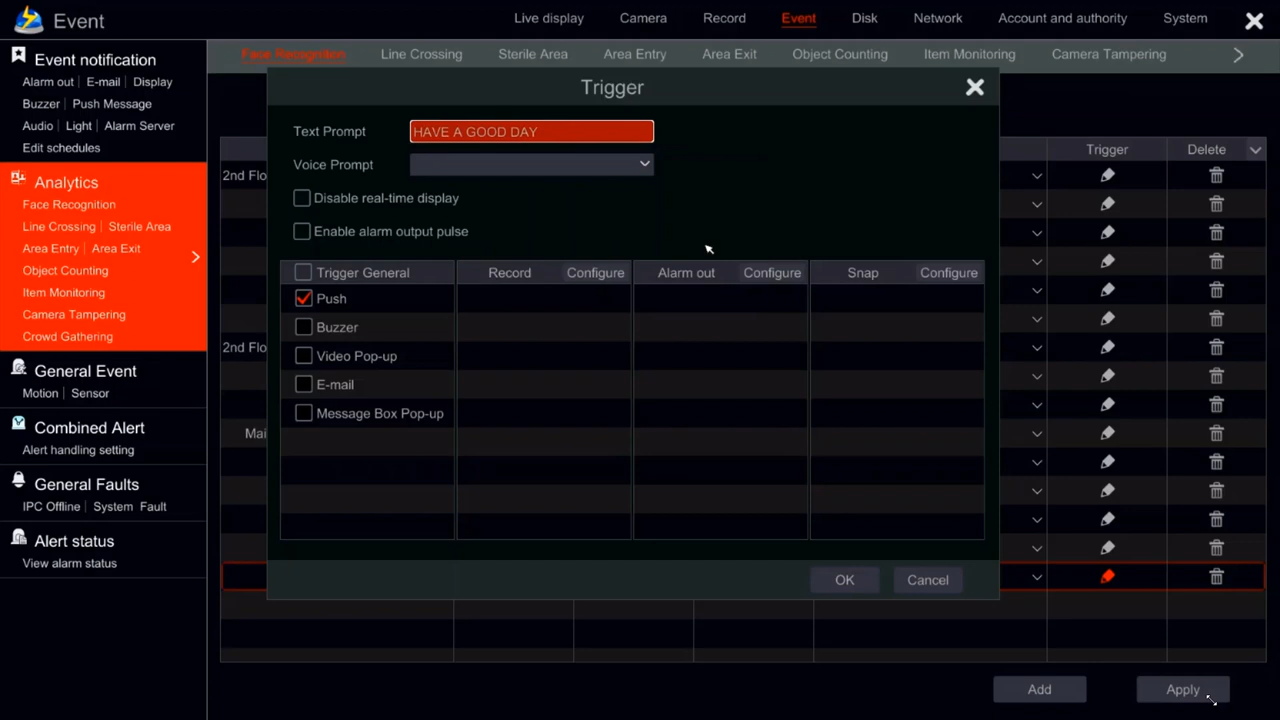 Event
Live display Camera Record Event Disk Network Account and authority System
Face Recognition Line Crossing Sterile Area Area Entry Area Exit Object Counting Item Monitoring Camera Tampering
Event notification
Alarm out | E-mail | Display
Buzzer | Push Message
Audio | Light | Alarm Server
Edit schedules
Analytics
Face Recognition
Line Crossing | Sterile Area
Area Entry | Area Exit
Object Counting
Item Monitoring
Camera Tampering
Crowd Gathering
General Event
Motion | Sensor
Combined Alert
Alert handling setting
General Faults
IPC Offline | System Fault
Alert status
View alarm status
Trigger
Text Prompt HAVE A GOOD DAY
Voice Prompt
Disable real-time display
Enable alarm output pulse
Trigger General Record Configure Alarm out Configure Snap Configure
Push
Buzzer
Video Pop-up
E-mail
Message Box Pop-up
OK Cancel
Trigger Delete
2nd Flo
2nd Flo
Mai
Add Apply